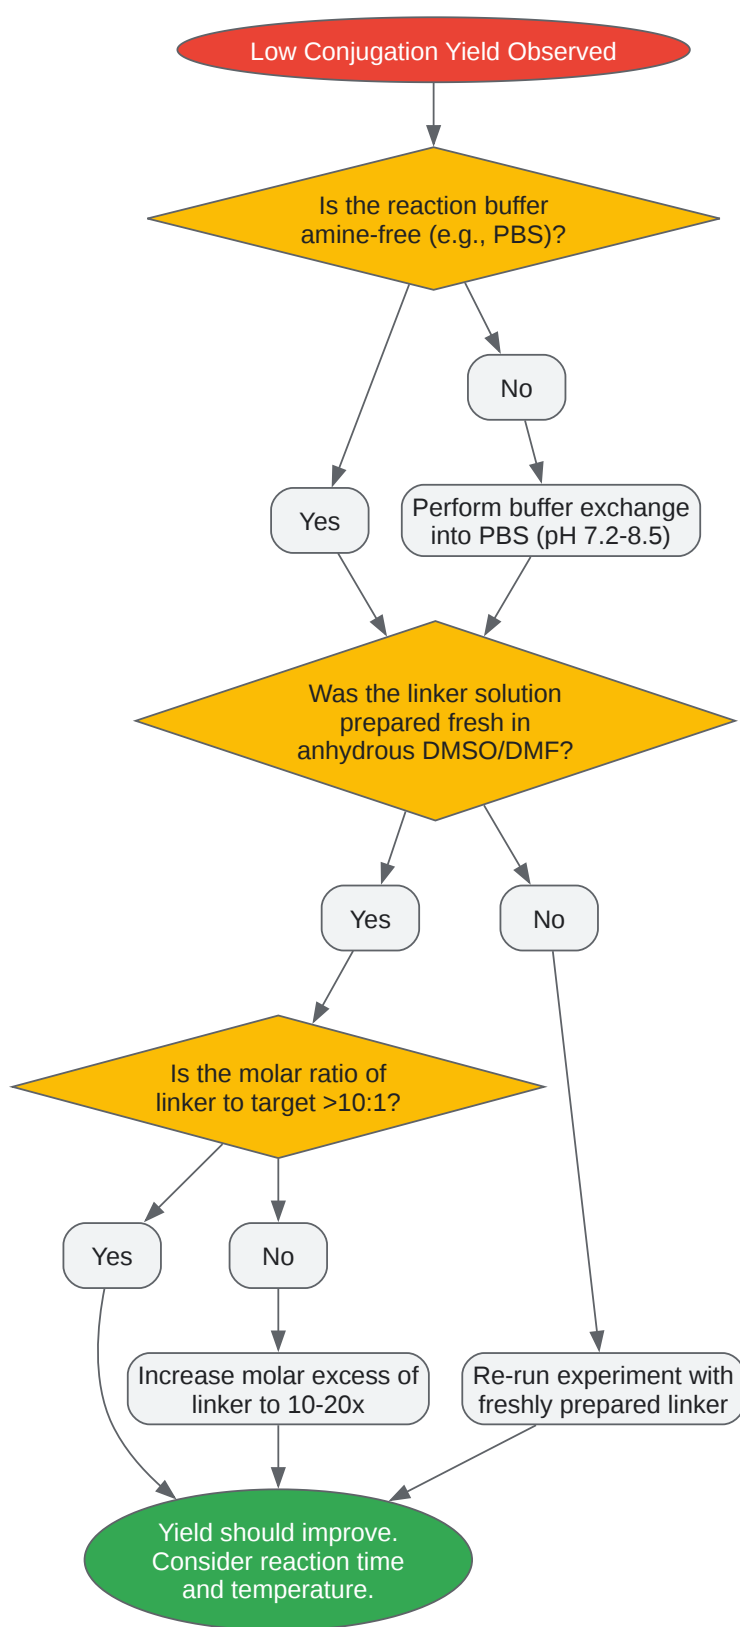 Low Conjugation Yield Observed
Is the reaction buffer
amine-free (e.g., PBS)?
No
Yes
Perform buffer exchange
into PBS (pH 7.2-8.5)
Was the linker solution
prepared fresh in
anhydrous DMSO/DMF?
Yes
No
Is the molar ratio of
linker to target >10:1?
Yes
No
Increase molar excess of
linker to 10-20x
Re-run experiment with
freshly prepared linker
Yield should improve.
Consider reaction time
and temperature.